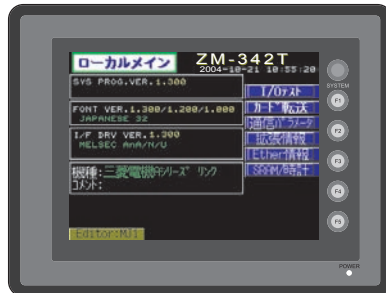 ローカルメイン
ZM-342T
2004-10-21 10:55:20
SYS PROG.VER.1.300
FONT VER.1.300/1.200/1.000
JAPANESE 32
I/F DRV VER.1.300
MELSEC AnA/N/U
機種:三菱電機Aシリーズ リンク
コメント:
I/Oテスト
カード転送
通信パラメータ
拡張情報
Ether情報
SRAM/時計
Editor:MJ1
SYSTEM
F1
F2
F3
F4
F5
POWER